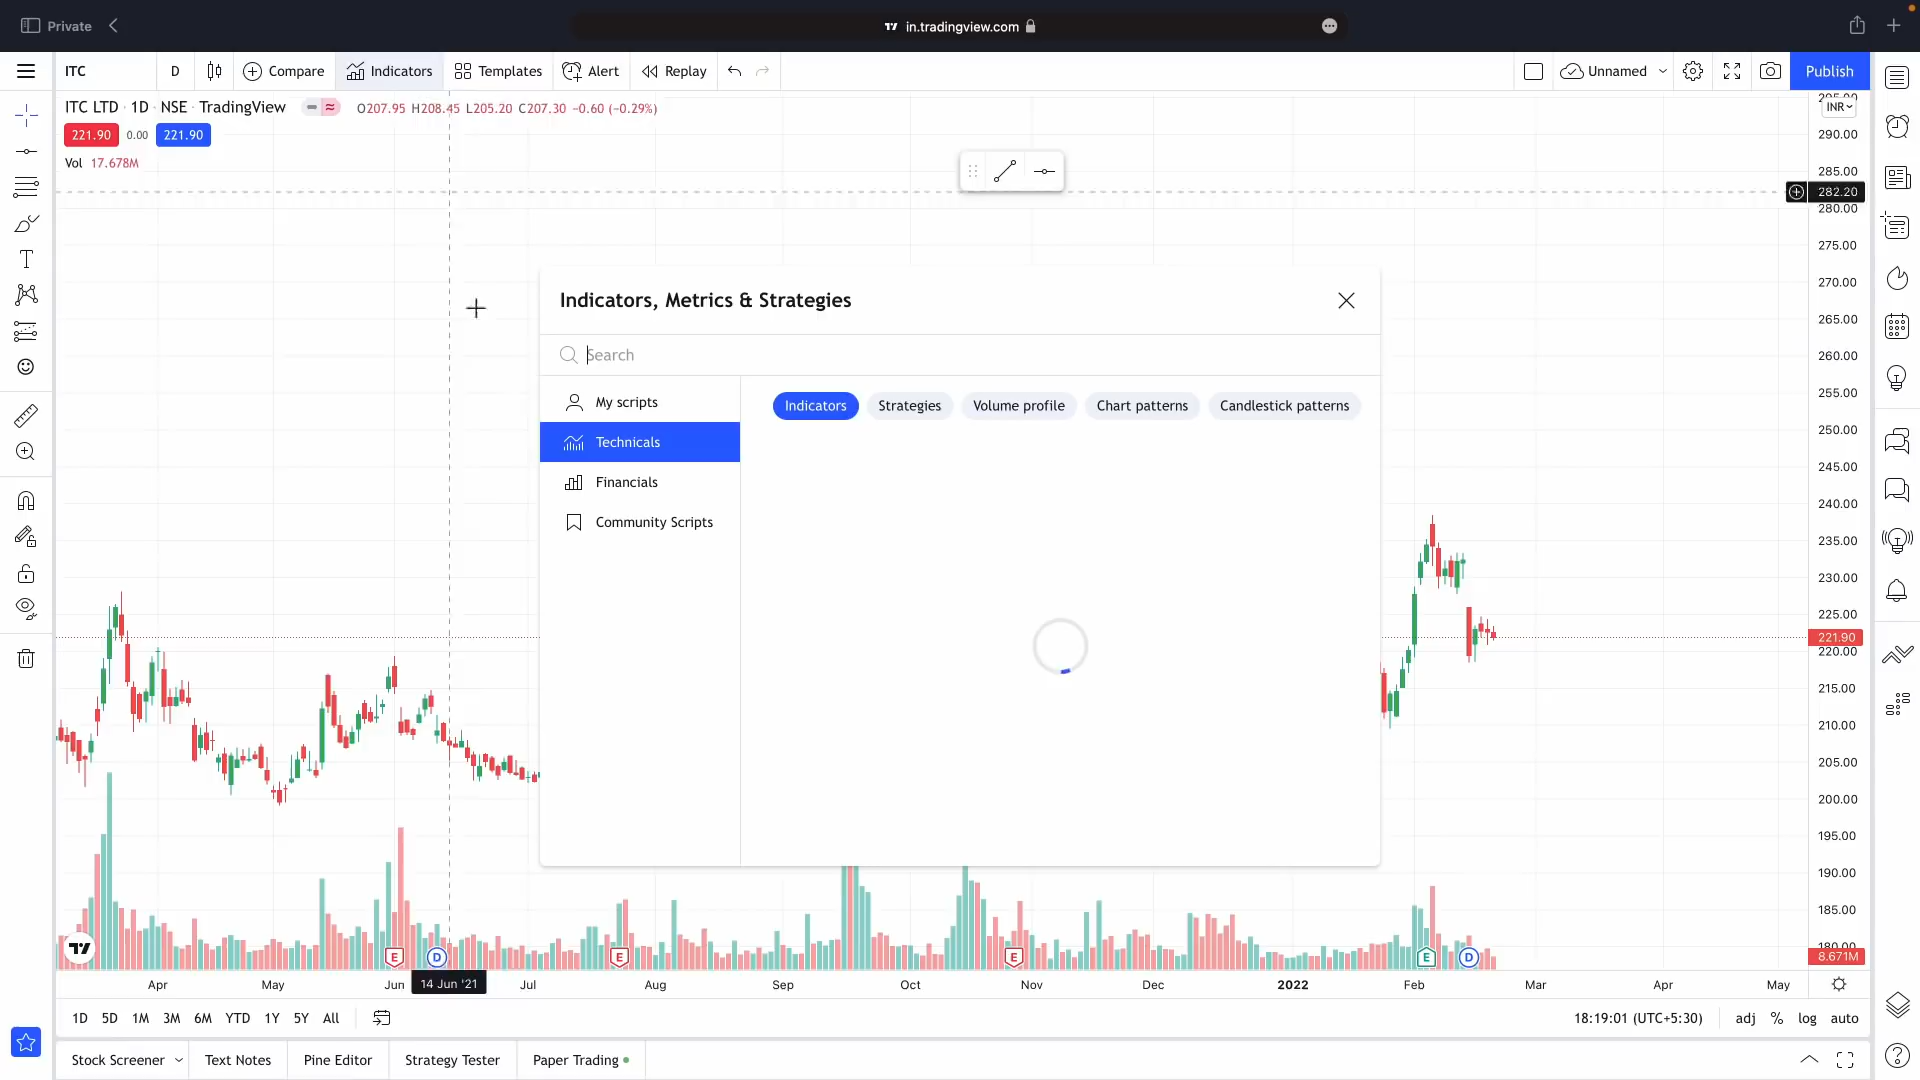 Private
in.tradingview.com
ITC
D
Compare
Indicators
Templates
Alert
Replay
Unnamed
Publish
ITC LTD · 1D · NSE · TradingView
O207.95 H208.45 L205.20 C207.30 −0.60 (−0.29%)
221.90
0.00
221.90
Vol 17.678M
295.00
INR
290.00
285.00
282.20
280.00
275.00
270.00
265.00
260.00
255.00
250.00
245.00
240.00
235.00
230.00
225.00
221.90
220.00
215.00
210.00
205.00
200.00
195.00
190.00
185.00
180.00
8.671M
Indicators, Metrics & Strategies
Search
My scripts
Technicals
Financials
Community Scripts
Indicators
Strategies
Volume profile
Chart patterns
Candlestick patterns
E
D
E
E
E
D
Apr
May
Jun
14 Jun '21
Jul
Aug
Sep
Oct
Nov
Dec
2022
Feb
Mar
Apr
May
1D
5D
1M
3M
6M
YTD
1Y
5Y
All
18:19:01 (UTC+5:30)
adj
%
log
auto
Stock Screener
Text Notes
Pine Editor
Strategy Tester
Paper Trading